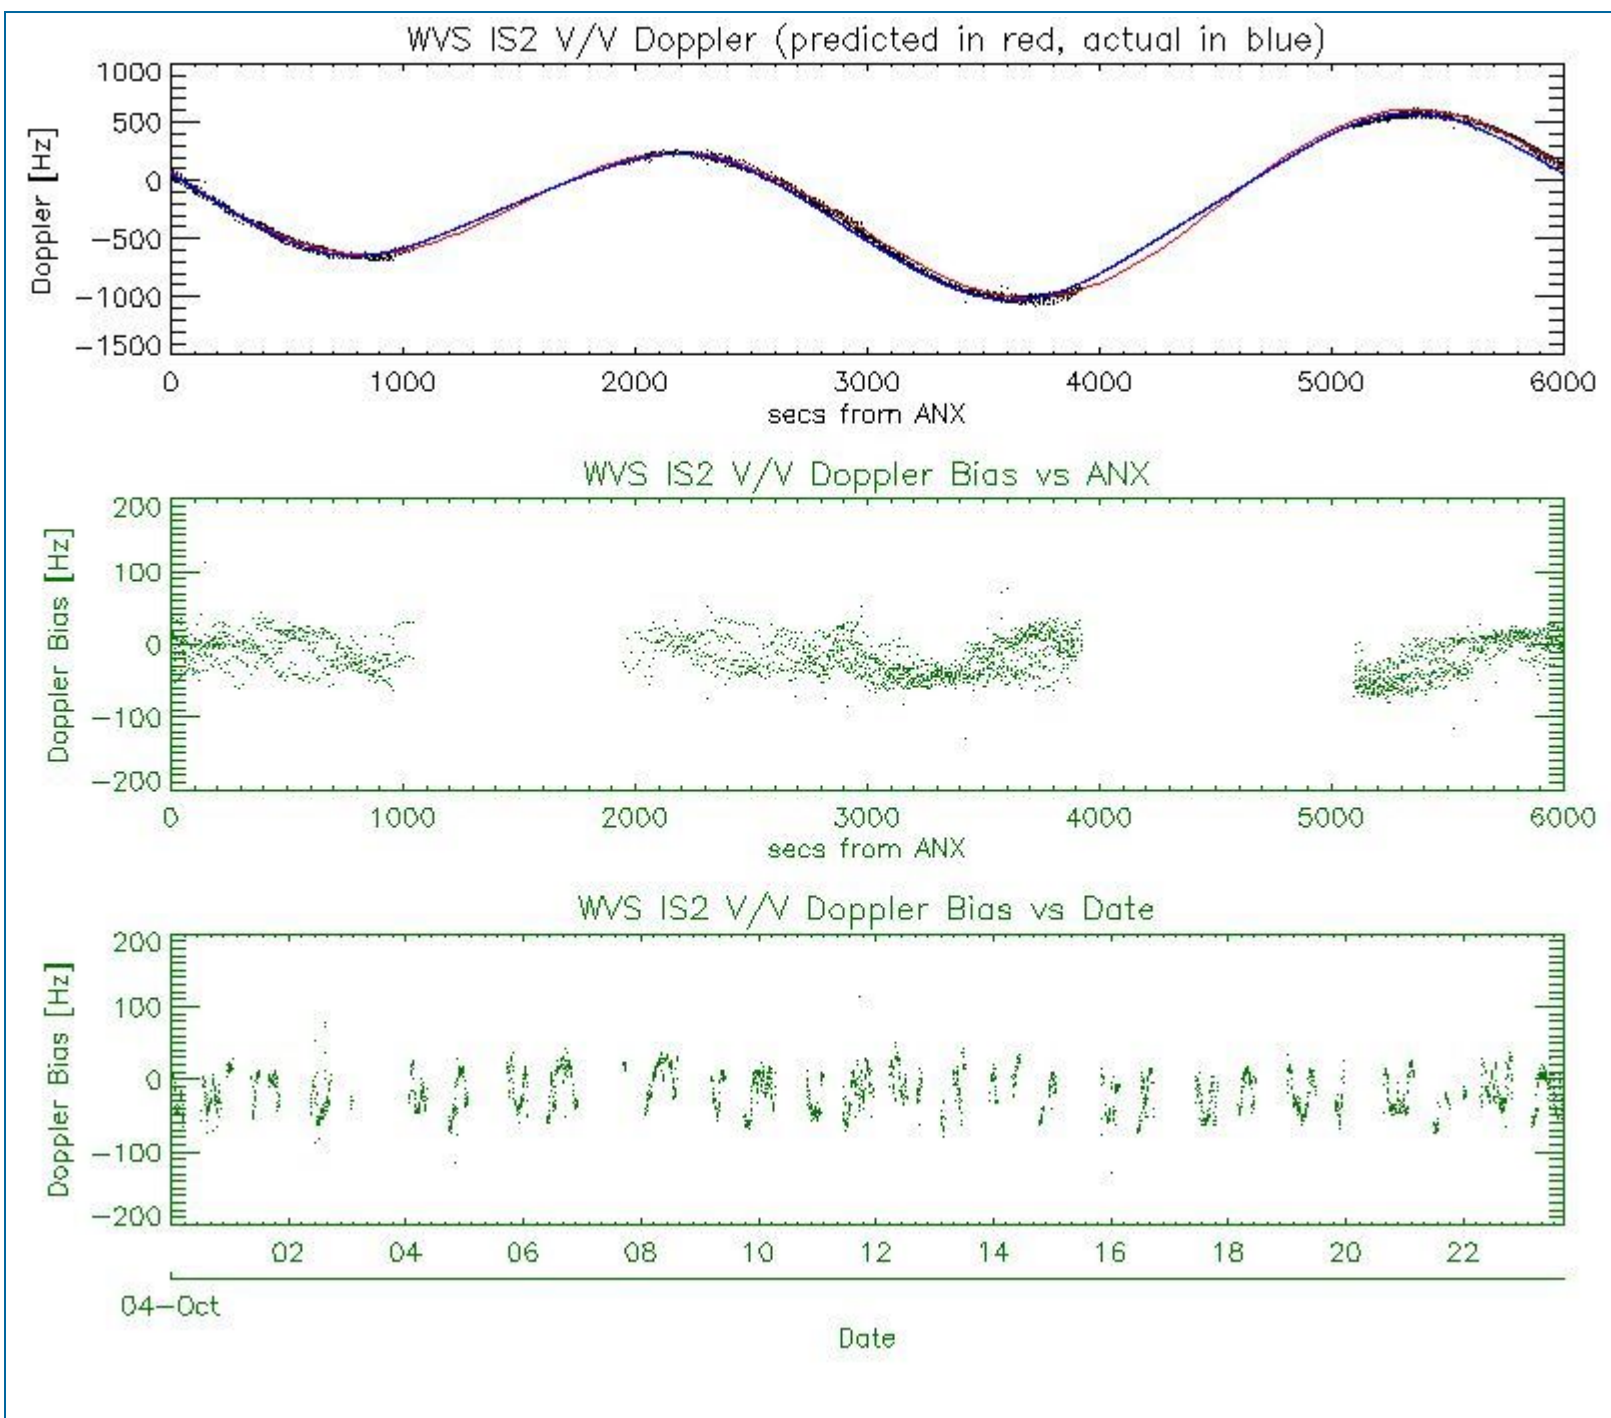 WVS IS2 V/V Doppler (predicted in red, actual in blue)
1000
500
0
−500
−1000
−1500
Doppler [Hz]
0 1000 2000 3000 4000 5000 6000
secs from ANX
WVS IS2 V/V Doppler Bias vs ANX
200
100
0
−100
−200
Doppler Bias [Hz]
0 1000 2000 3000 4000 5000 6000
secs from ANX
WVS IS2 V/V Doppler Bias vs Date
200
100
0
−100
−200
Doppler Bias [Hz]
02 04 06 08 10 12 14 16 18 20 22
04−Oct
Date